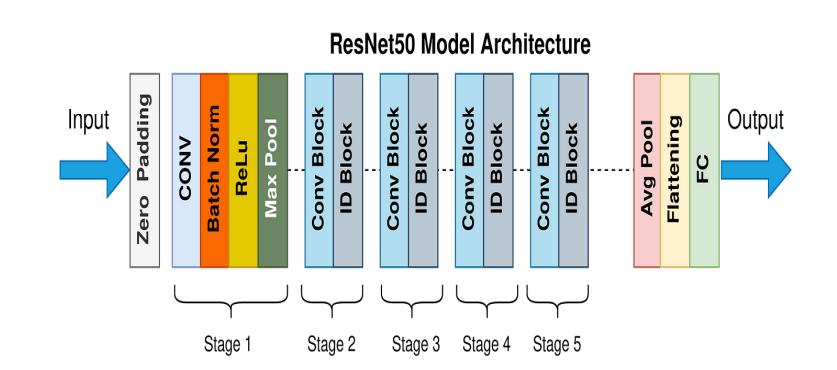 ResNet50 Model Architecture
Input
Zero Padding
CONV
Batch Norm
ReLu
Max Pool
Conv Block
ID Block
Conv Block
ID Block
Conv Block
ID Block
Conv Block
ID Block
Avg Pool
Flattening
FC
Output
Stage 1
Stage 2
Stage 3
Stage 4
Stage 5